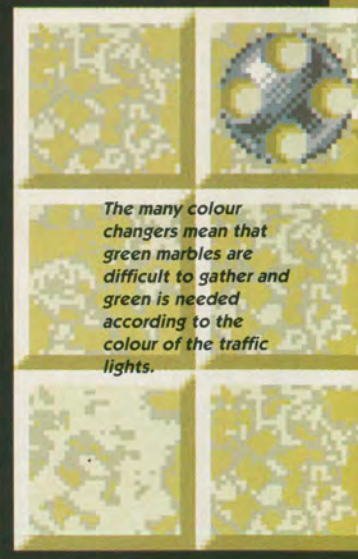 The many colour
changers mean that
green marbles are
difficult to gather and
green is needed
according to the
colour of the traffic
lights.